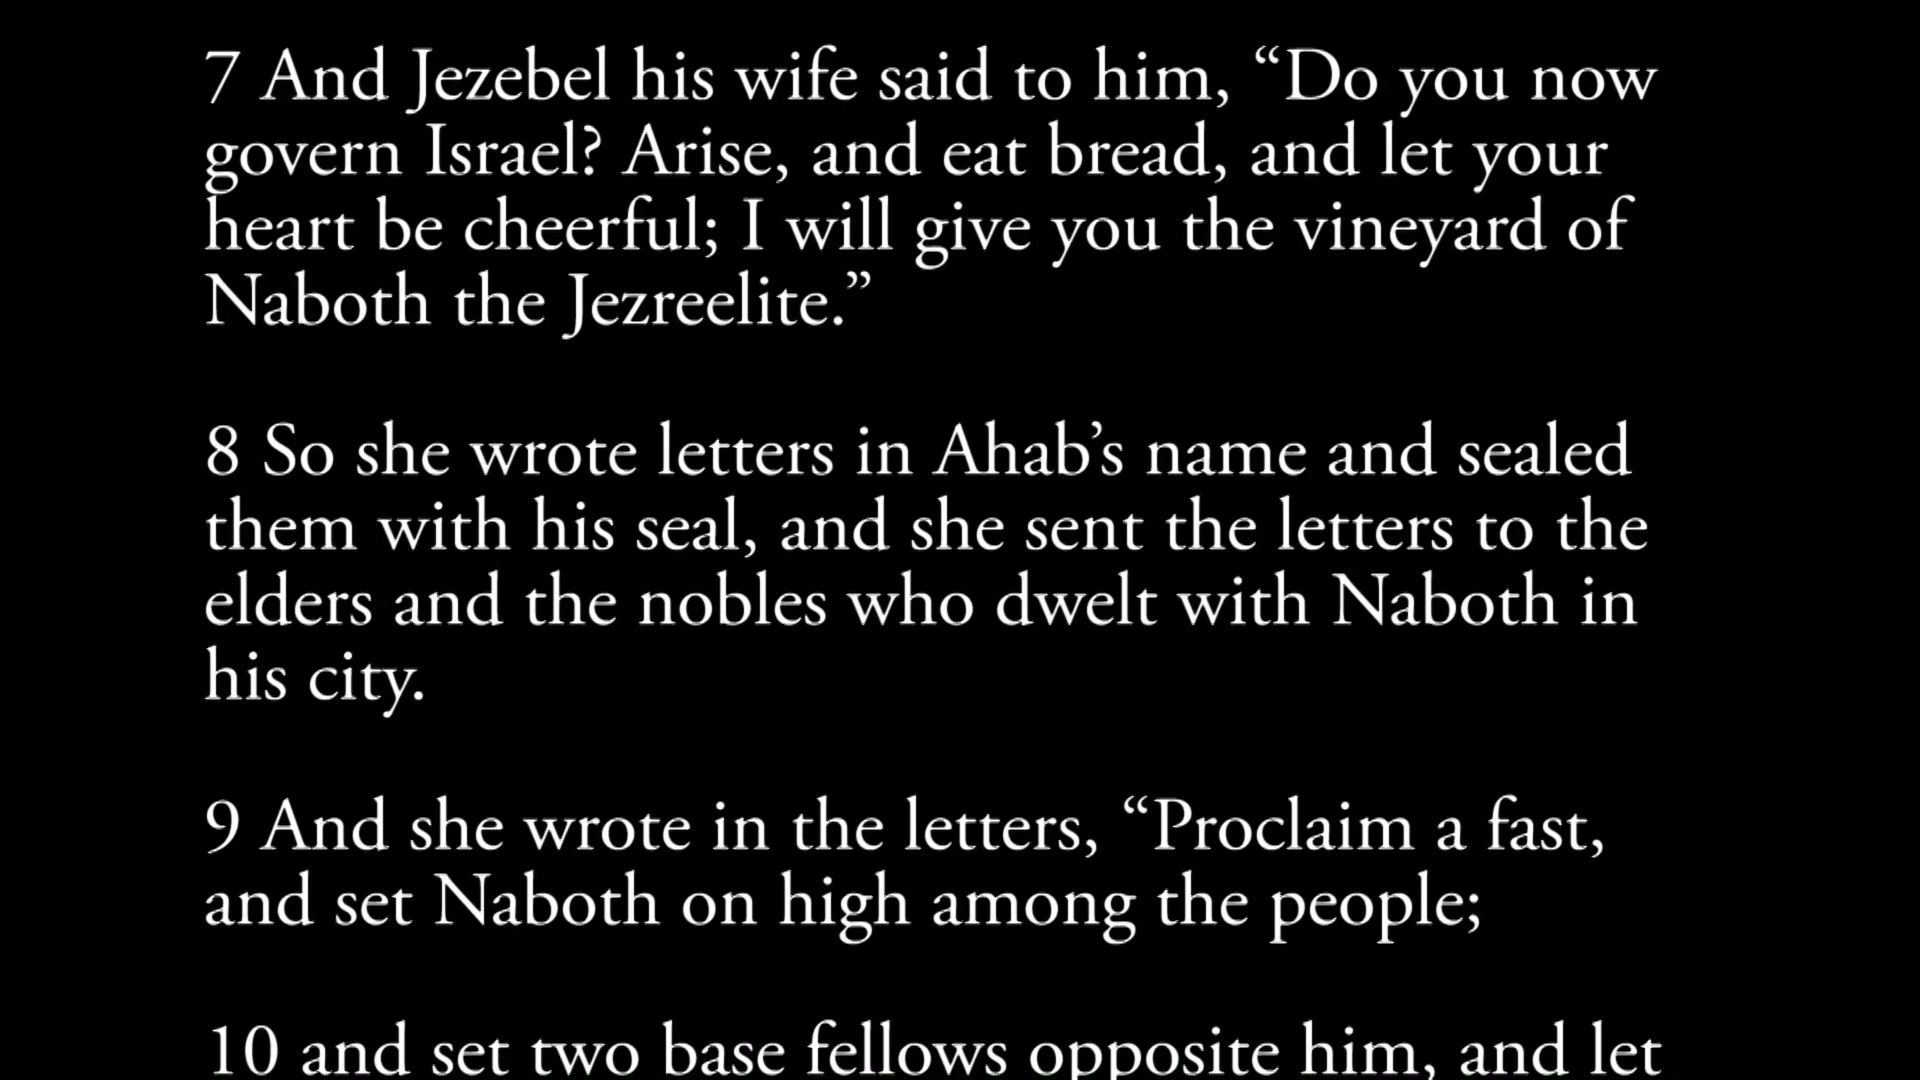 7 And Jezebel his wife said to him, “Do you now
govern Israel? Arise, and eat bread, and let your
heart be cheerful; I will give you the vineyard of
Naboth the Jezreelite.”
8 So she wrote letters in Ahab’s name and sealed
them with his seal, and she sent the letters to the
elders and the nobles who dwelt with Naboth in
his city.
9 And she wrote in the letters, “Proclaim a fast,
and set Naboth on high among the people;
10 and set two base fellows opposite him, and let